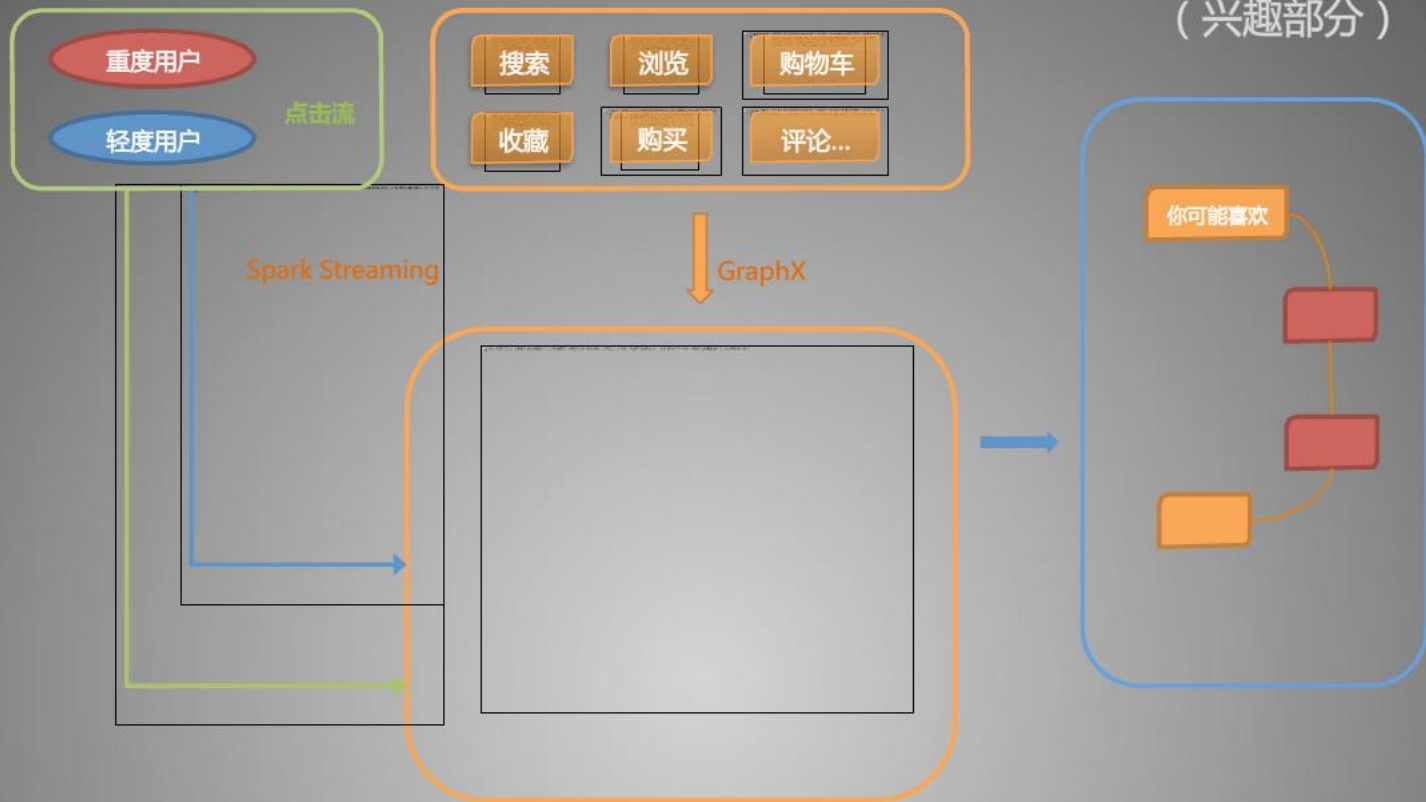 （兴趣部分）
重度用户
轻度用户
点击流
搜索
浏览
购物车
收藏
购买
评论...
Spark Streaming
GraphX
你可能喜欢